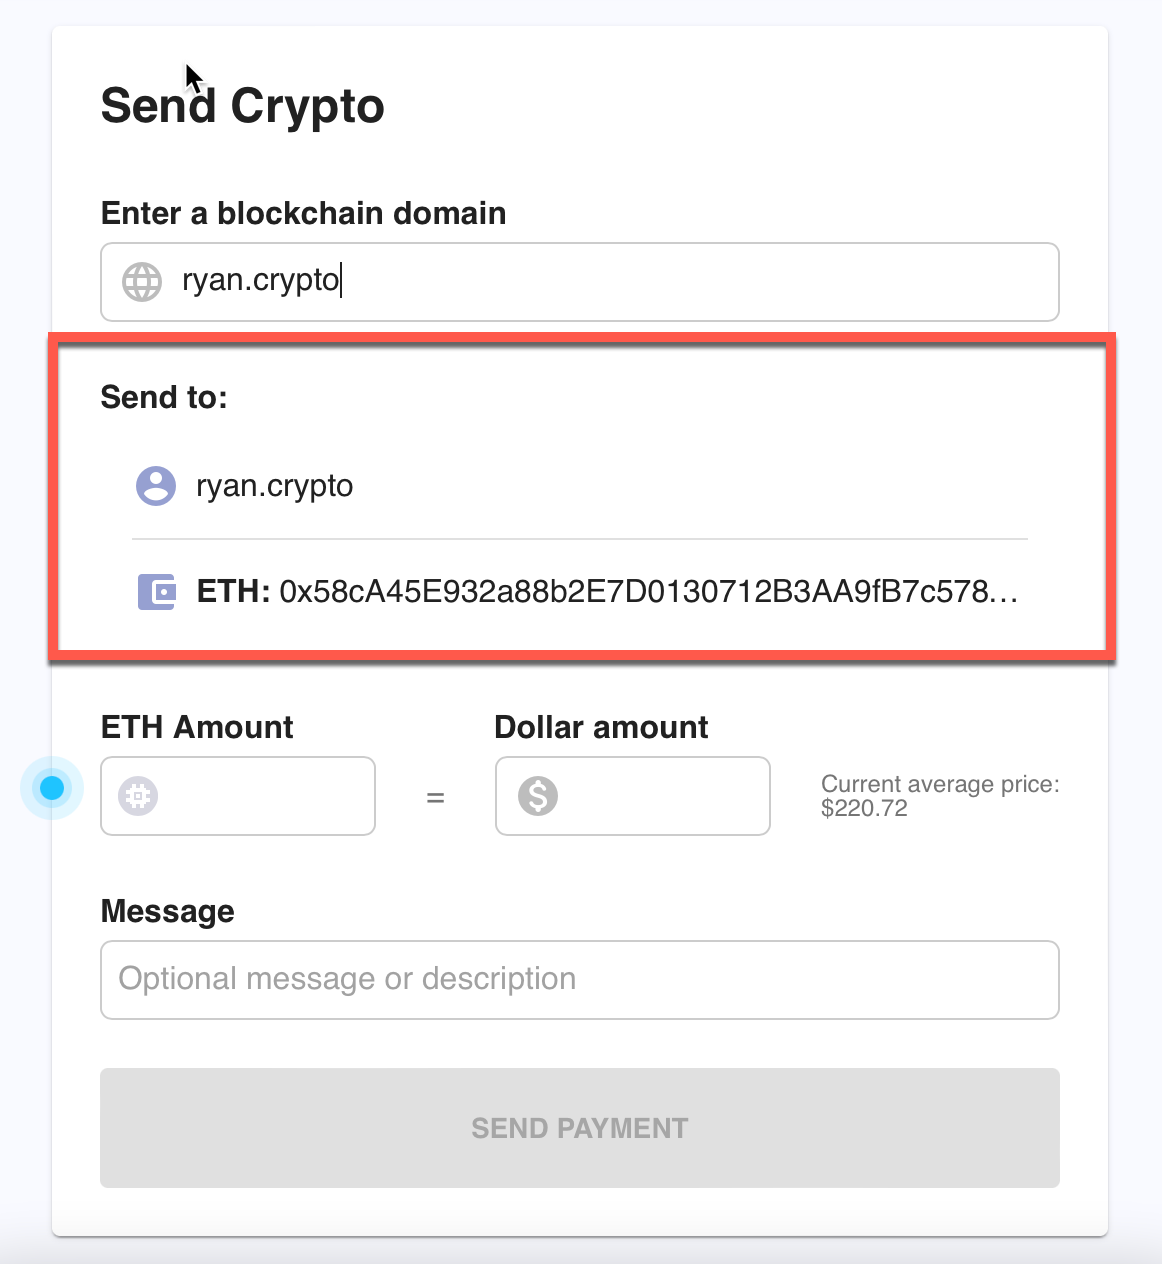 Send Crypto
Enter a blockchain domain
ryan.crypto
Send to:
ryan.crypto
ETH: 0x58cA45E932a88b2E7D0130712B3AA9fB7c578...
ETH Amount
Dollar amount
=
$
Current average price:
$220.72
Message
Optional message or description
SEND PAYMENT